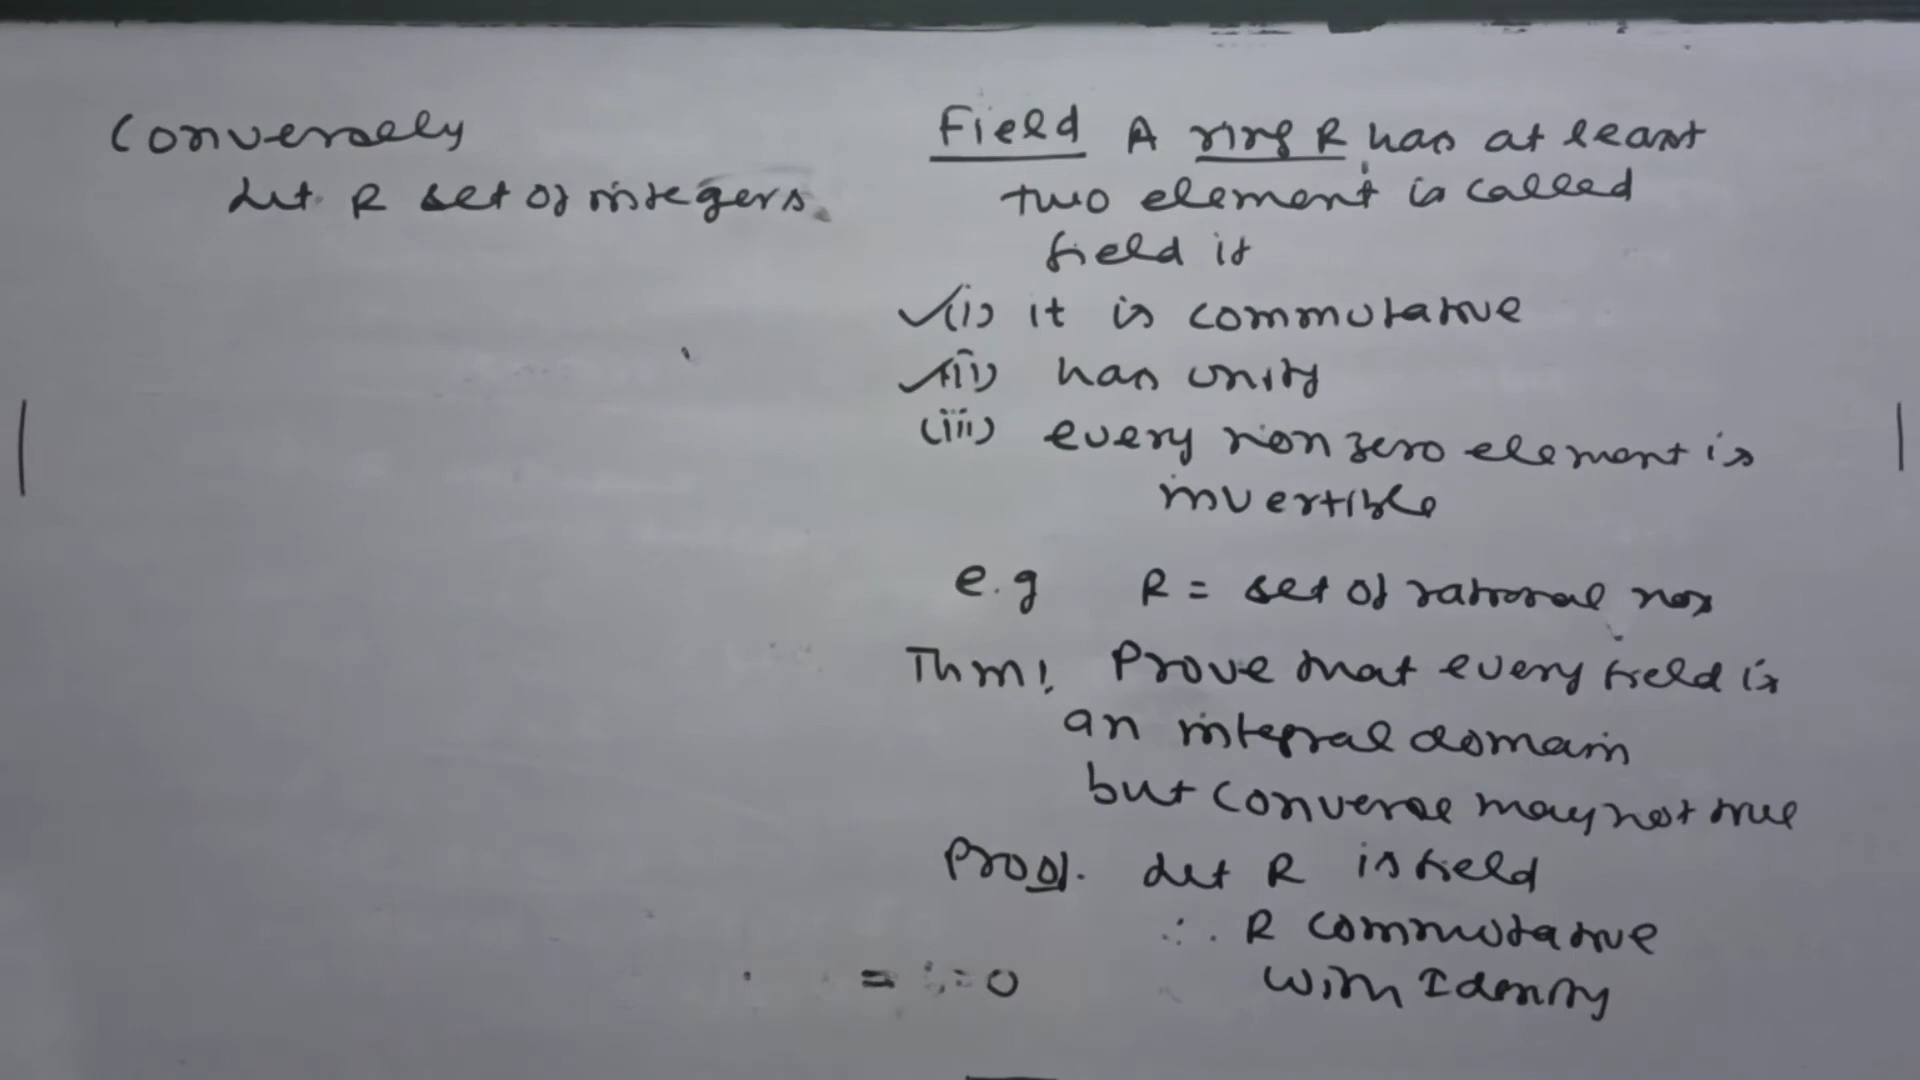 Conversely
Let R set of integers.
Field A ring R has at least
two element is called
field if
(i) it is commutative
(ii) has unity
(iii) every non zero element is
invertible
e.g R = set of rational nos
Thm! Prove that every field is
an integral domain
but converse may not true
Proof. Let R is field
∴ R commutative
with Identity
= = 0